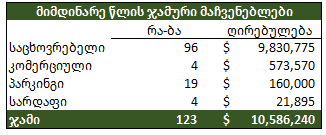 მიმდინარე წლის ჯამური მაჩვენებლები
რა-ბა ღირებულება
საცხოვრებელი 96 $ 9,830,775
კომერციული 4 $ 573,570
პარკინგი 19 $ 160,000
სარდაფი 4 $ 21,895
ჯამი 123 $ 10,586,240